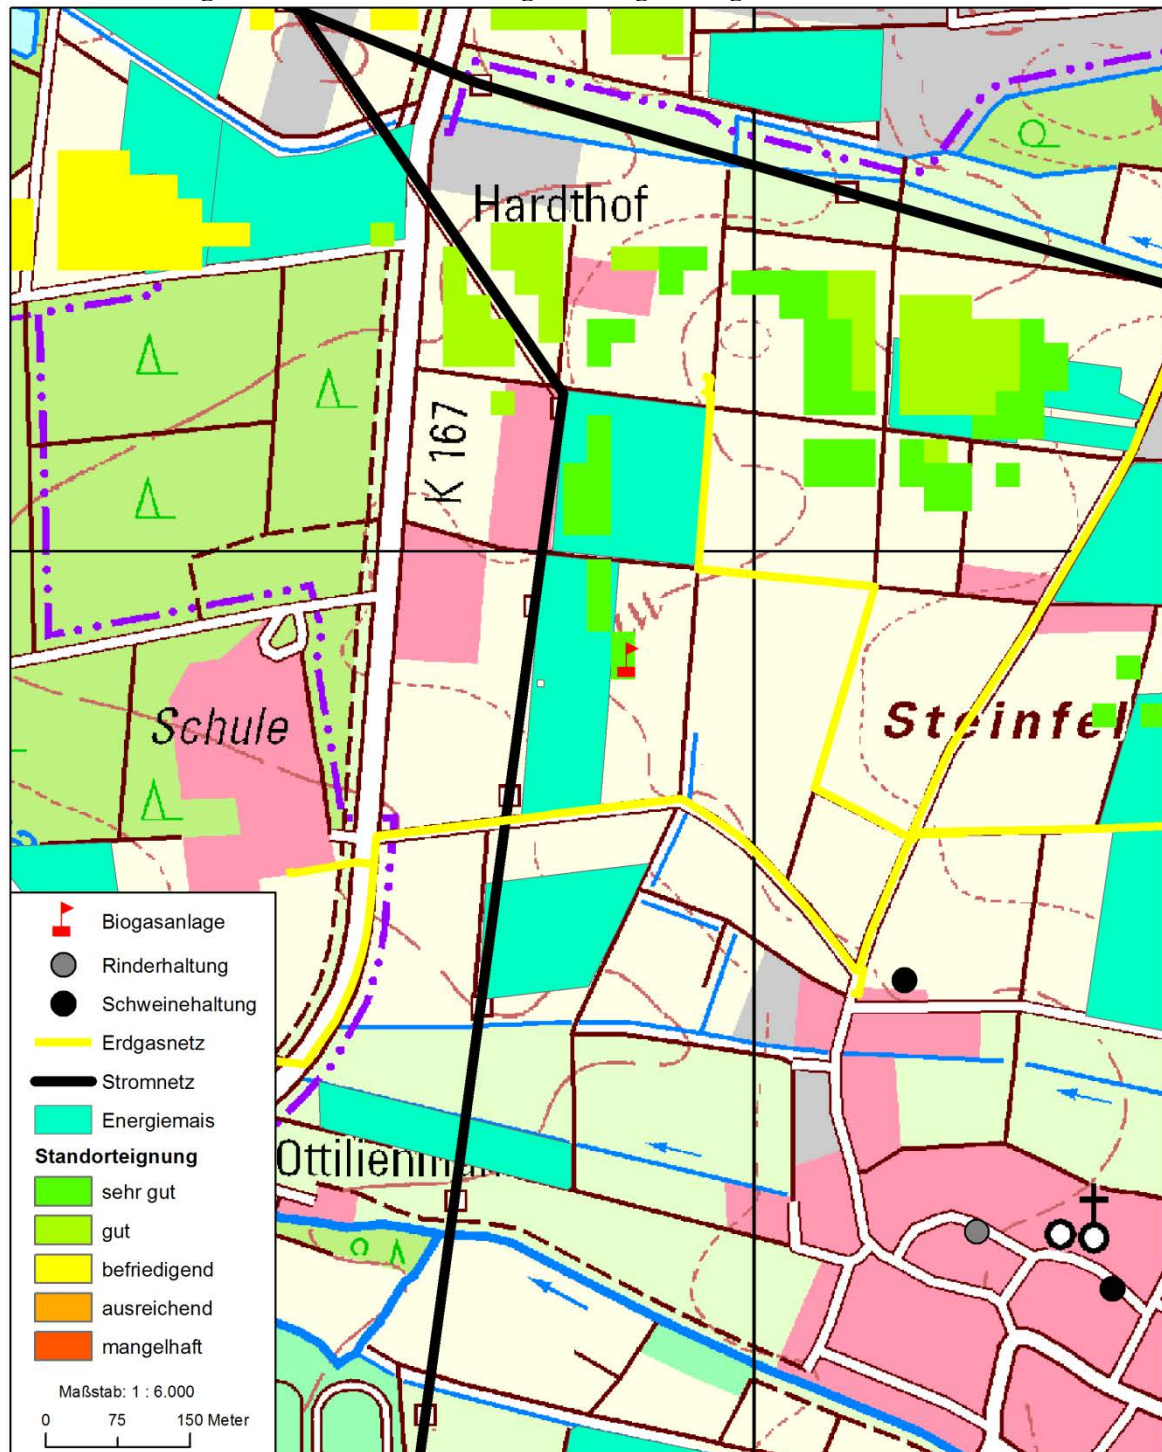 Hardthof
K 167
Schule
Steinfel
Biogasanlage
Rinderhaltung
Schweinehaltung
Erdgasnetz
Stromnetz
Energiemais
Standorteignung
sehr gut
gut
befriedigend
ausreichend
mangelhaft
Maßstab: 1 : 6.000
0 75 150 Meter